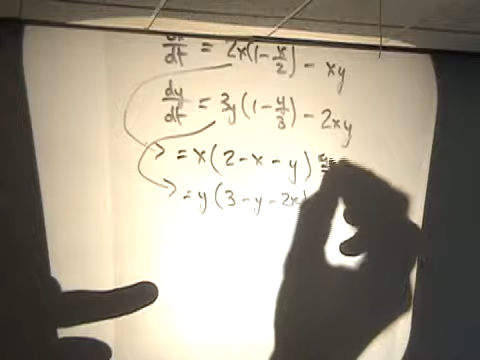 dx/dt = 2x(1 - x/2) - xy
dy/dt = 3y(1 - y/3) - 2xy
= x(2 - x - y)
= y(3 - y - 2x)